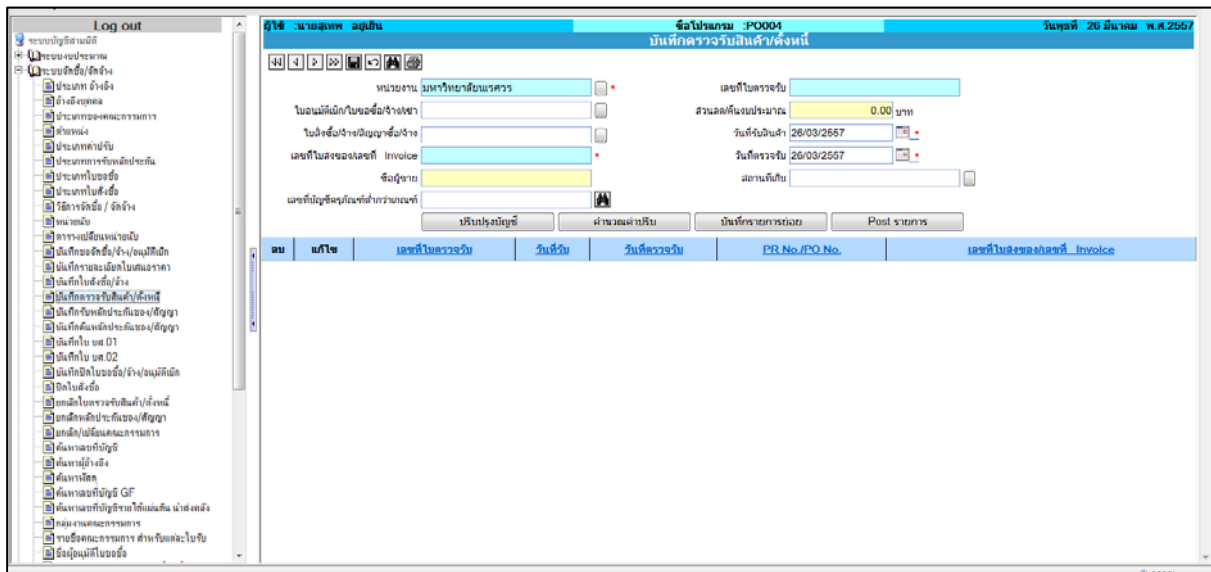 Log out
ผู้ใช้ :นายสุเทพ อยู่เย็น ชื่อโปรแกรม :PO004 วันพุธที่ 26 มีนาคม พ.ศ.2557
บันทึกตรวจรับสินค้า/ตั้งหนี้
ระบบบัญชีสามมิติ
ระบบงบประมาณ
ระบบจัดซื้อ/จัดจ้าง
ประเภท อ้างอิง
อ้างอิงบุคคล
ประเภทของคณะกรรมการ
ตำแหน่ง
ประเภทค่าปรับ
ประเภทการรับหลักประกัน
ประเภทใบขอซื้อ
ประเภทใบสั่งซื้อ
วิธีการจัดซื้อ / จัดจ้าง
หน่วยนับ
ตารางเปลี่ยนหน่วยนับ
บันทึกขอจัดซื้อ/จ้าง/อนุมัติเบิก
บันทึกรายละเอียดใบเสนอราคา
บันทึกใบสั่งซื้อ/จ้าง
บันทึกตรวจรับสินค้า/ตั้งหนี้
บันทึกรับหลักประกันของ/สัญญา
บันทึกคืนหลักประกันของ/สัญญา
บันทึกใบ บศ.01
บันทึกใบ บศ.02
บันทึกปิดใบขอซื้อ/จ้าง/อนุมัติเบิก
ปิดใบสั่งซื้อ
ยกเลิกใบตรวจรับสินค้า/ตั้งหนี้
ยกเลิกหลักประกันของ/สัญญา
ยกเลิก/เปลี่ยนคณะกรรมการ
ค้นหาเลขที่บัญชี
ค้นหาผู้อ้างอิง
ค้นหาพัสดุ
ค้นหาเลขที่บัญชี GF
ค้นหาเลขที่บัญชีรายได้แผ่นดิน นำส่งคลัง
กลุ่มงานคณะกรรมการ
รายชื่อคณะกรรมการ สำหรับแต่ละใบรับ
ชื่อผู้อนุมัติใบขอซื้อ
หน่วยงาน มหาวิทยาลัยนเรศวร * เลขที่ใบตรวจรับ
ใบอนุมัติเบิก/ใบขอซื้อ/จ้าง/เช่า ส่วนลด/คืนงบประมาณ 0.00 บาท
ใบสั่งซื้อ/จ้าง/สัญญาซื้อ/จ้าง วันที่รับสินค้า 26/03/2557 *
เลขที่ใบส่งของ/เลขที่ Invoice * วันที่ตรวจรับ 26/03/2557 *
ชื่อผู้ขาย สถานที่เก็บ
เลขที่บัญชีครุภัณฑ์ต่ำกว่าเกณฑ์
ปรับปรุงบัญชี คำนวณค่าปรับ บันทึกรายการย่อย Post รายการ
ลบ แก้ไข เลขที่ใบตรวจรับ วันที่รับ วันที่ตรวจรับ PR No./PO No. เลขที่ใบส่งของ/เลขที่ Invoice